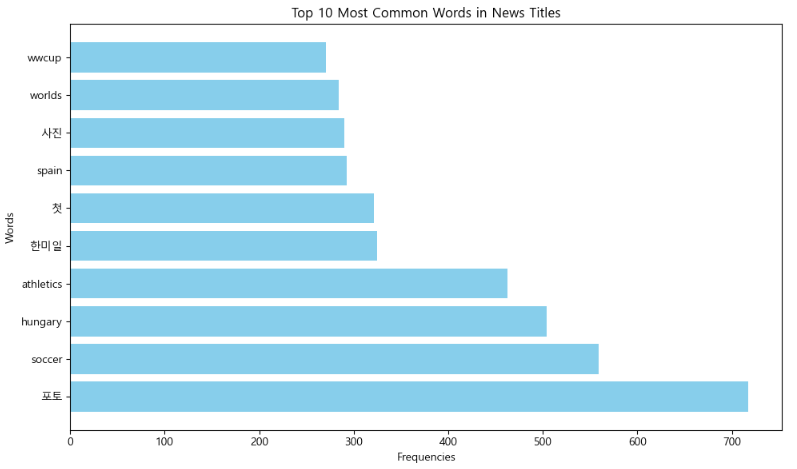 Top 10 Most Common Words in News Titles
wwcup
worlds
사진
spain
첫
한미일
athletics
hungary
soccer
포토
Words
0 100 200 300 400 500 600 700
Frequencies